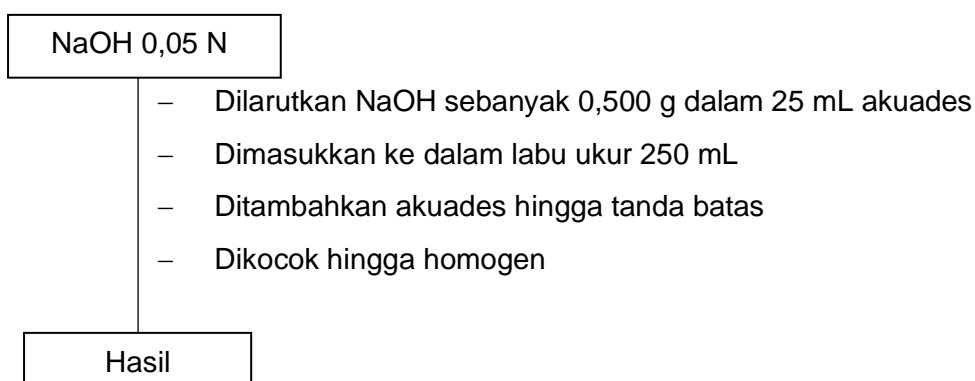 NaOH 0,05 N
– Dilarutkan NaOH sebanyak 0,500 g dalam 25 mL akuades
– Dimasukkan ke dalam labu ukur 250 mL
– Ditambahkan akuades hingga tanda batas
– Dikocok hingga homogen
Hasil